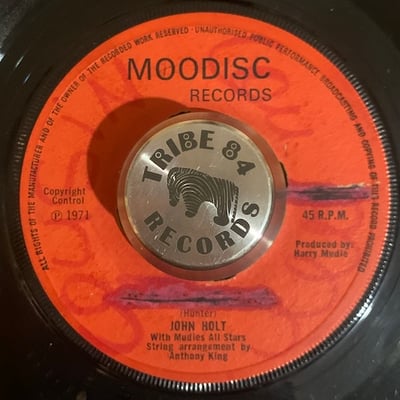 ALL RIGHTS OF THE MANUFACTURER AND OF THE OWNER OF THE RECORDED WORK RESERVED · UNAUTHORISED PUBLIC PERFORMANCE BROADCASTING AND COPYING OF THIS RECORD PROHIBITED
MOODISC
RECORDS
TRIBE 84
RECORDS
Copyright
Control
℗ 1971
45 R.P.M.
Produced by:
Harry Mudie
(Hunter)
JOHN HOLT
With Mudies All Stars
String arrangement by
Anthony King